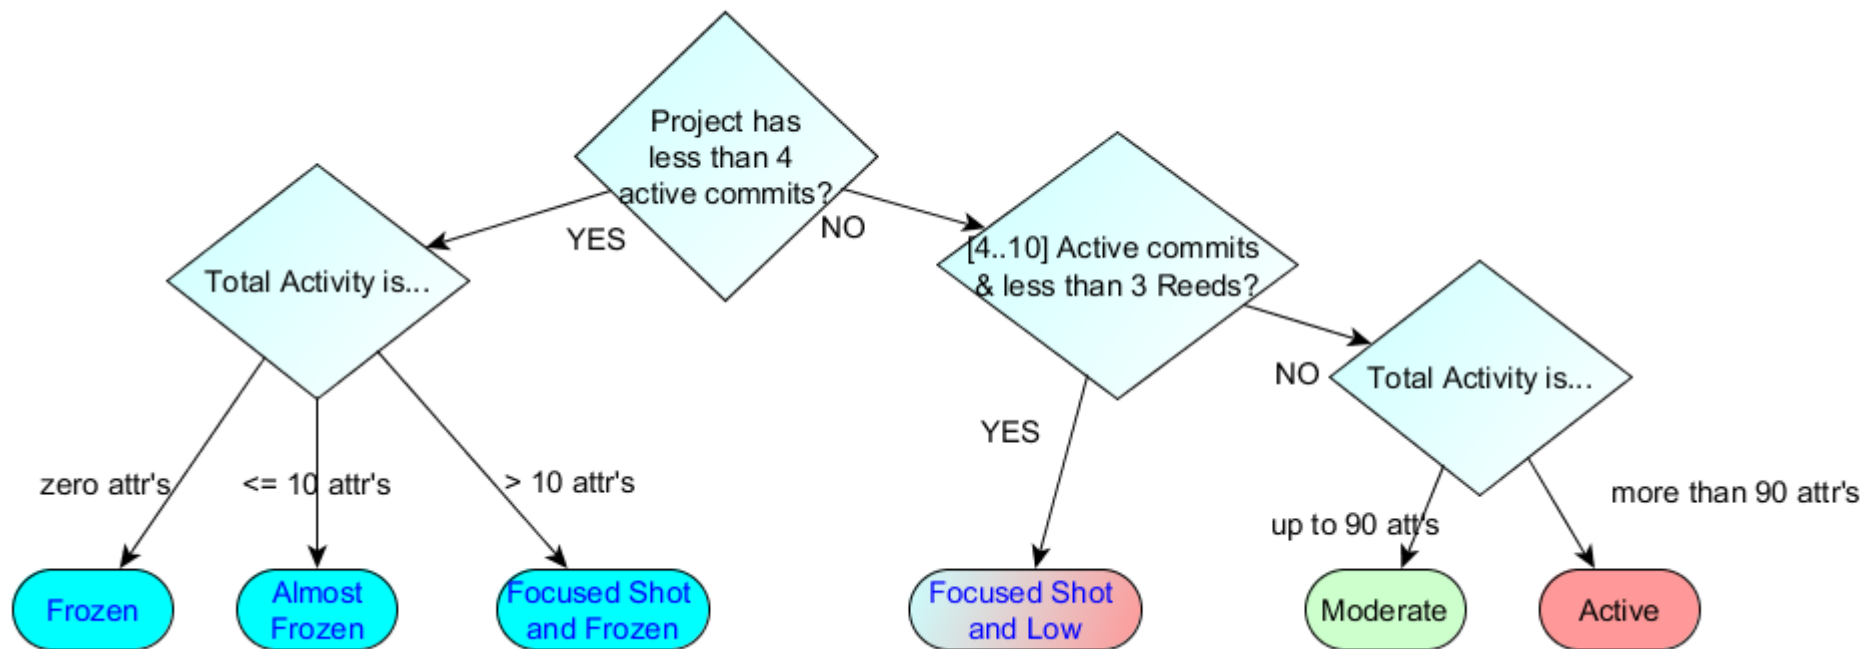 Project has
less than 4
active commits?
YES
NO
Total Activity is...
[4..10] Active commits
& less than 3 Reeds?
YES
NO
Total Activity is...
zero attr's
<= 10 attr's
> 10 attr's
up to 90 att's
more than 90 attr's
Frozen
Almost
Frozen
Focused Shot
and Frozen
Focused Shot
and Low
Moderate
Active